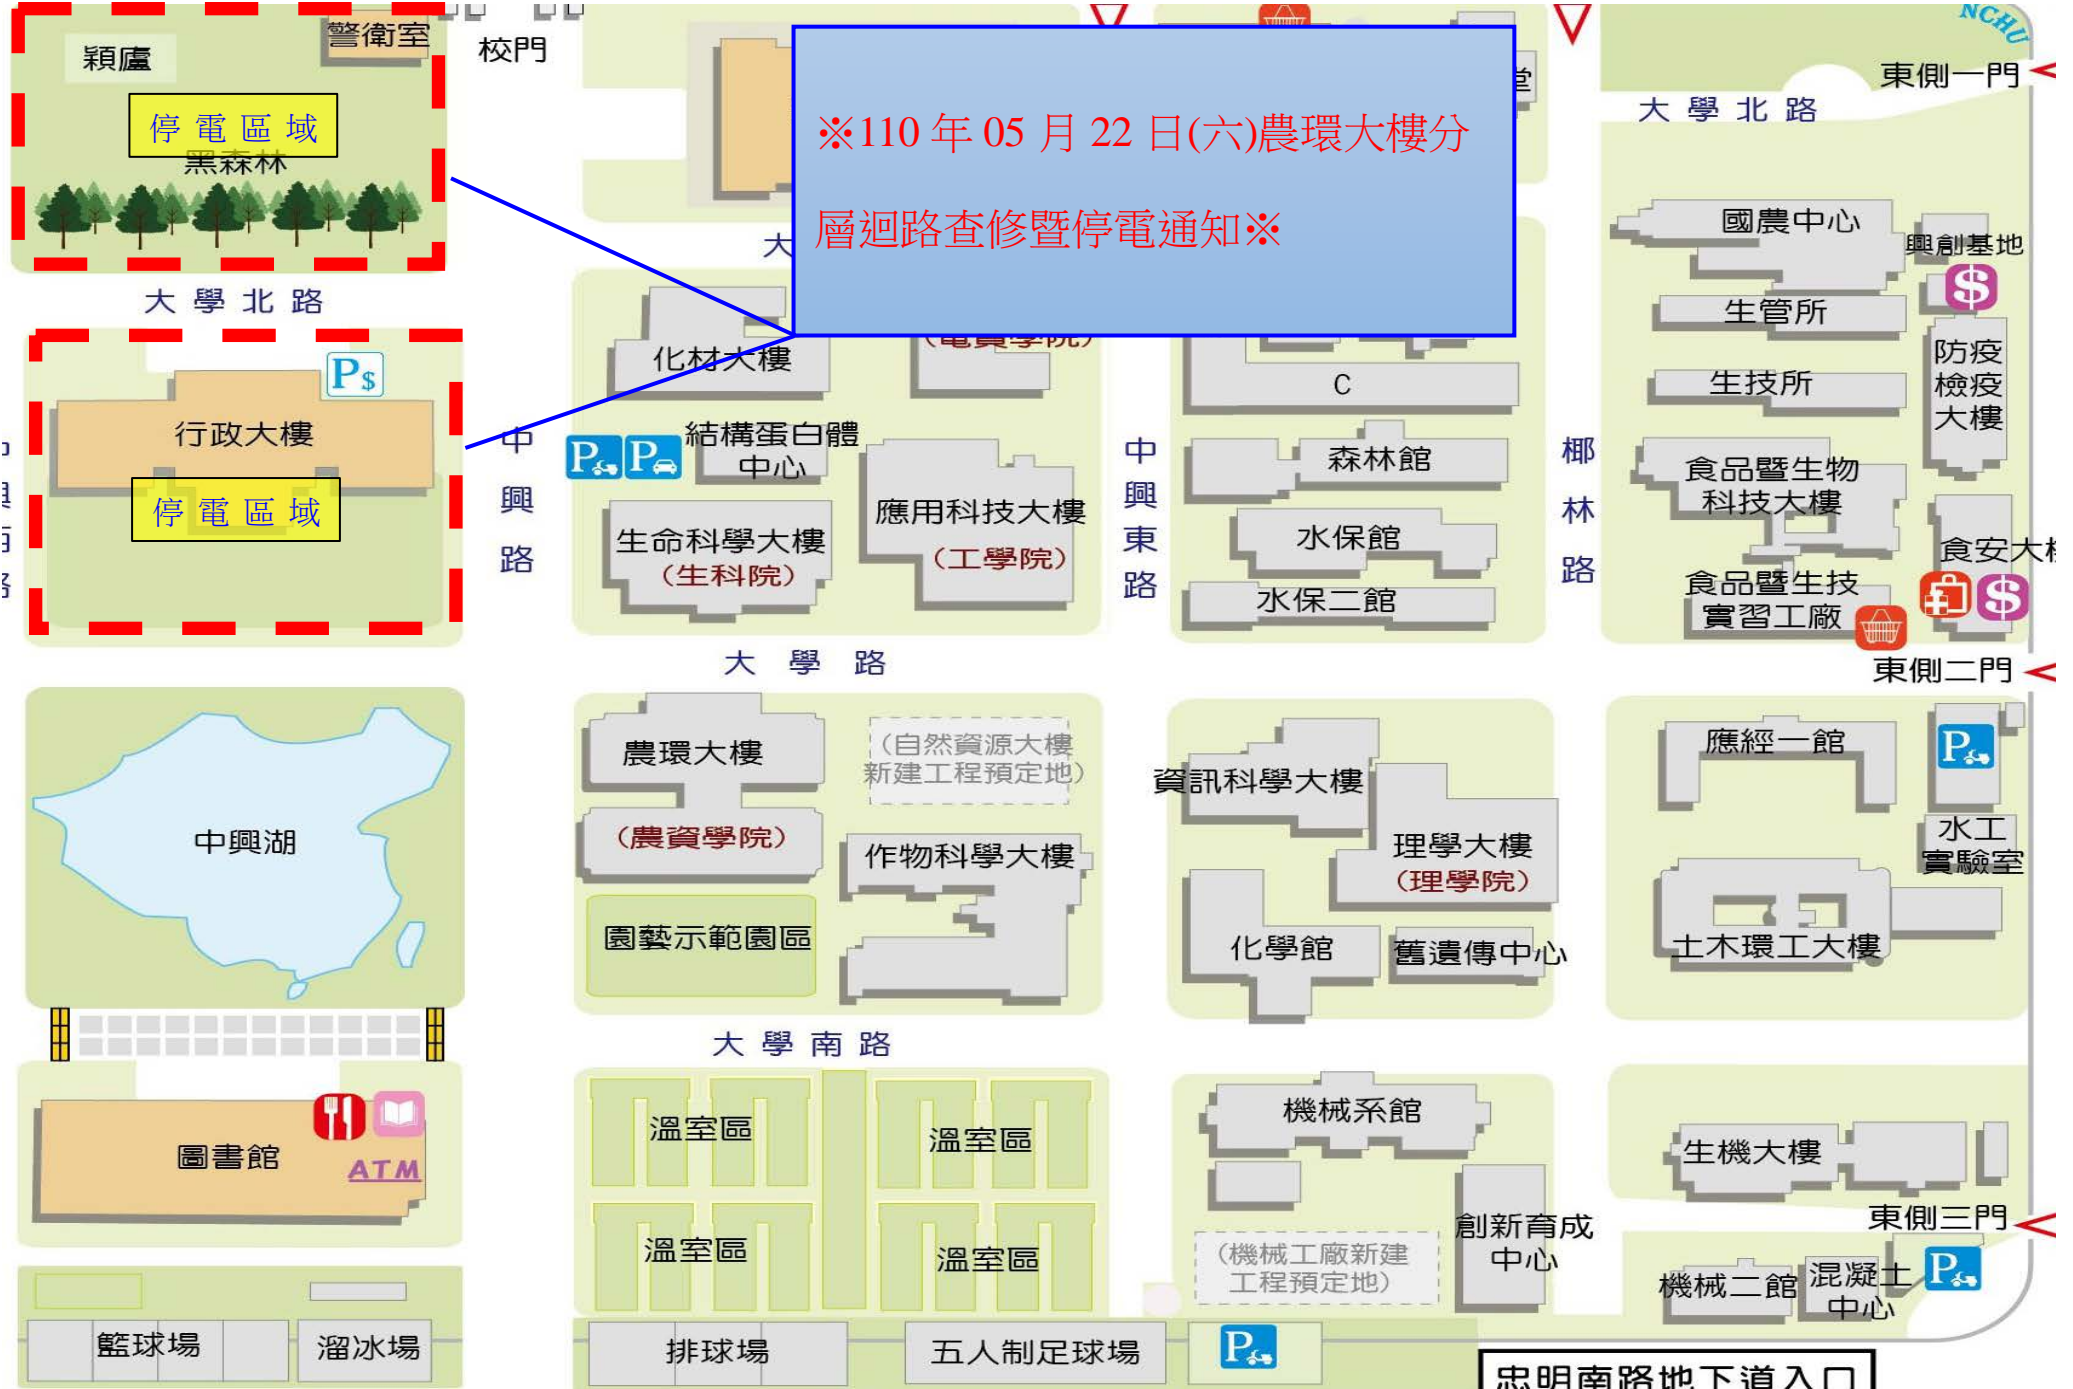 警衛室
校門
穎廬
停電區域
黑森林
大學北路
※110 年 05 月 22 日(六)農環大樓分
層迴路查修暨停電通知※
NCHU
東側一門
大學北路
國農中心
興創基地
$
生管所
防疫
檢疫
大樓
生技所
P$
行政大樓
停電區域
中興路
大
化材大樓
(電資學院)
C
P
P
結構蛋白體
中心
應用科技大樓
(工學院)
生命科學大樓
(生科院)
中興東路
森林館
水保館
水保二館
椰林路
食品暨生物
科技大樓
食安大
食品暨生技
實習工廠
$
東側二門
大學路
中興湖
農環大樓
(農資學院)
(自然資源大樓
新建工程預定地)
作物科學大樓
園藝示範園區
資訊科學大樓
理學大樓
(理學院)
化學館
舊遺傳中心
應經一館
P
水工
實驗室
土木環工大樓
大學南路
圖書館
ATM
溫室區
溫室區
溫室區
溫室區
機械系館
創新育成
中心
(機械工廠新建
工程預定地)
生機大樓
東側三門
機械二館
混凝土
中心
P
籃球場
溜冰場
排球場
五人制足球場
P
忠明南路地下道入口